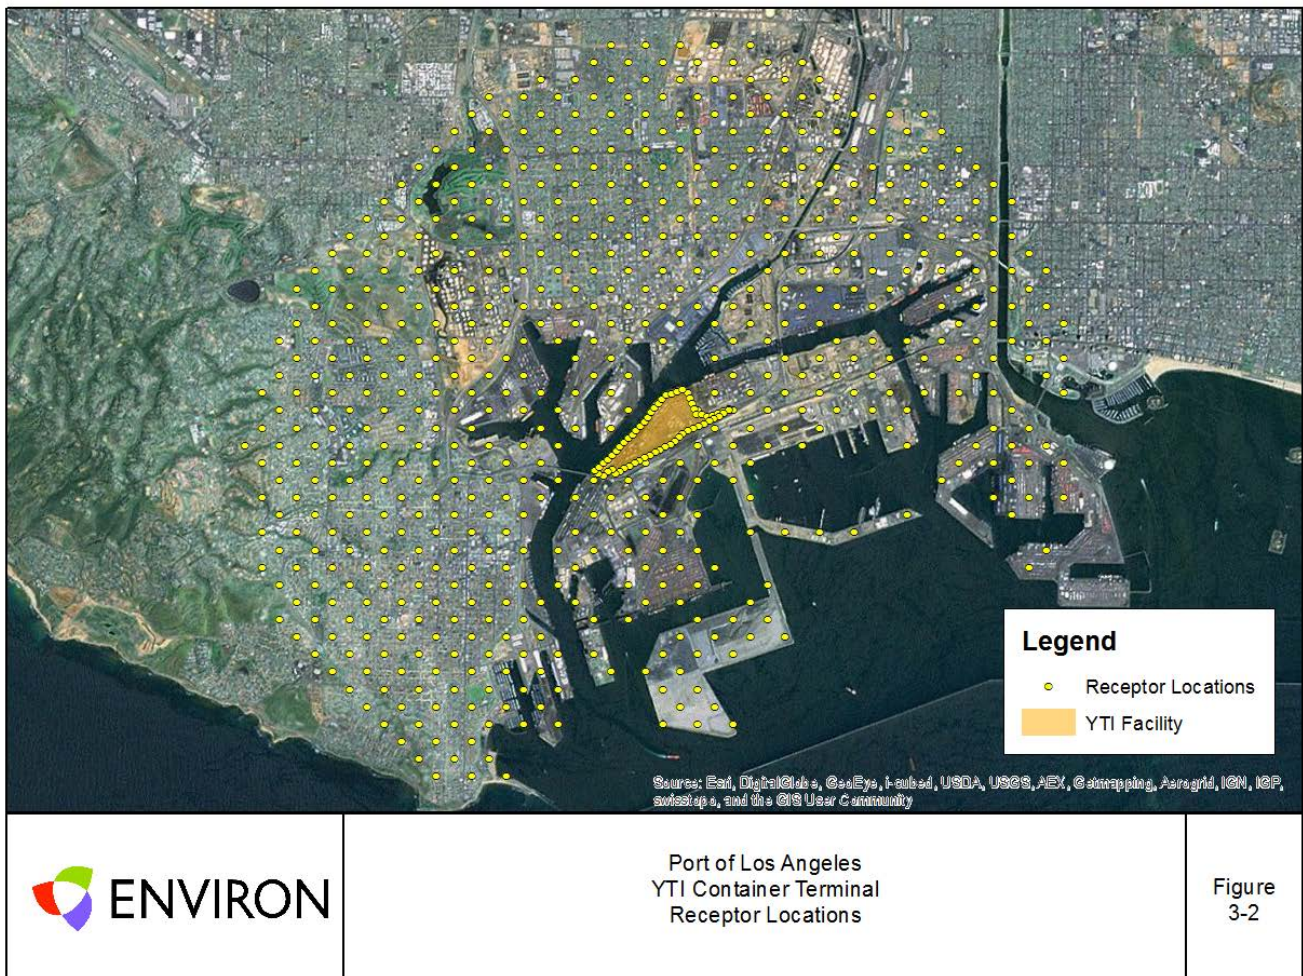 Legend
Receptor Locations
YTI Facility
Source: Esri, DigitalGlobe, GeoEye, i-cubed, USDA, USGS, AEX, Getmapping, Aerogrid, IGN, IGP,
swisstopo, and the GIS User Community
ENVIRON
Port of Los Angeles
YTI Container Terminal
Receptor Locations
Figure
3-2